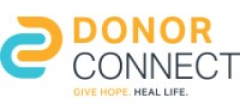 DONOR
CONNECT
GIVE HOPE. HEAL LIFE.